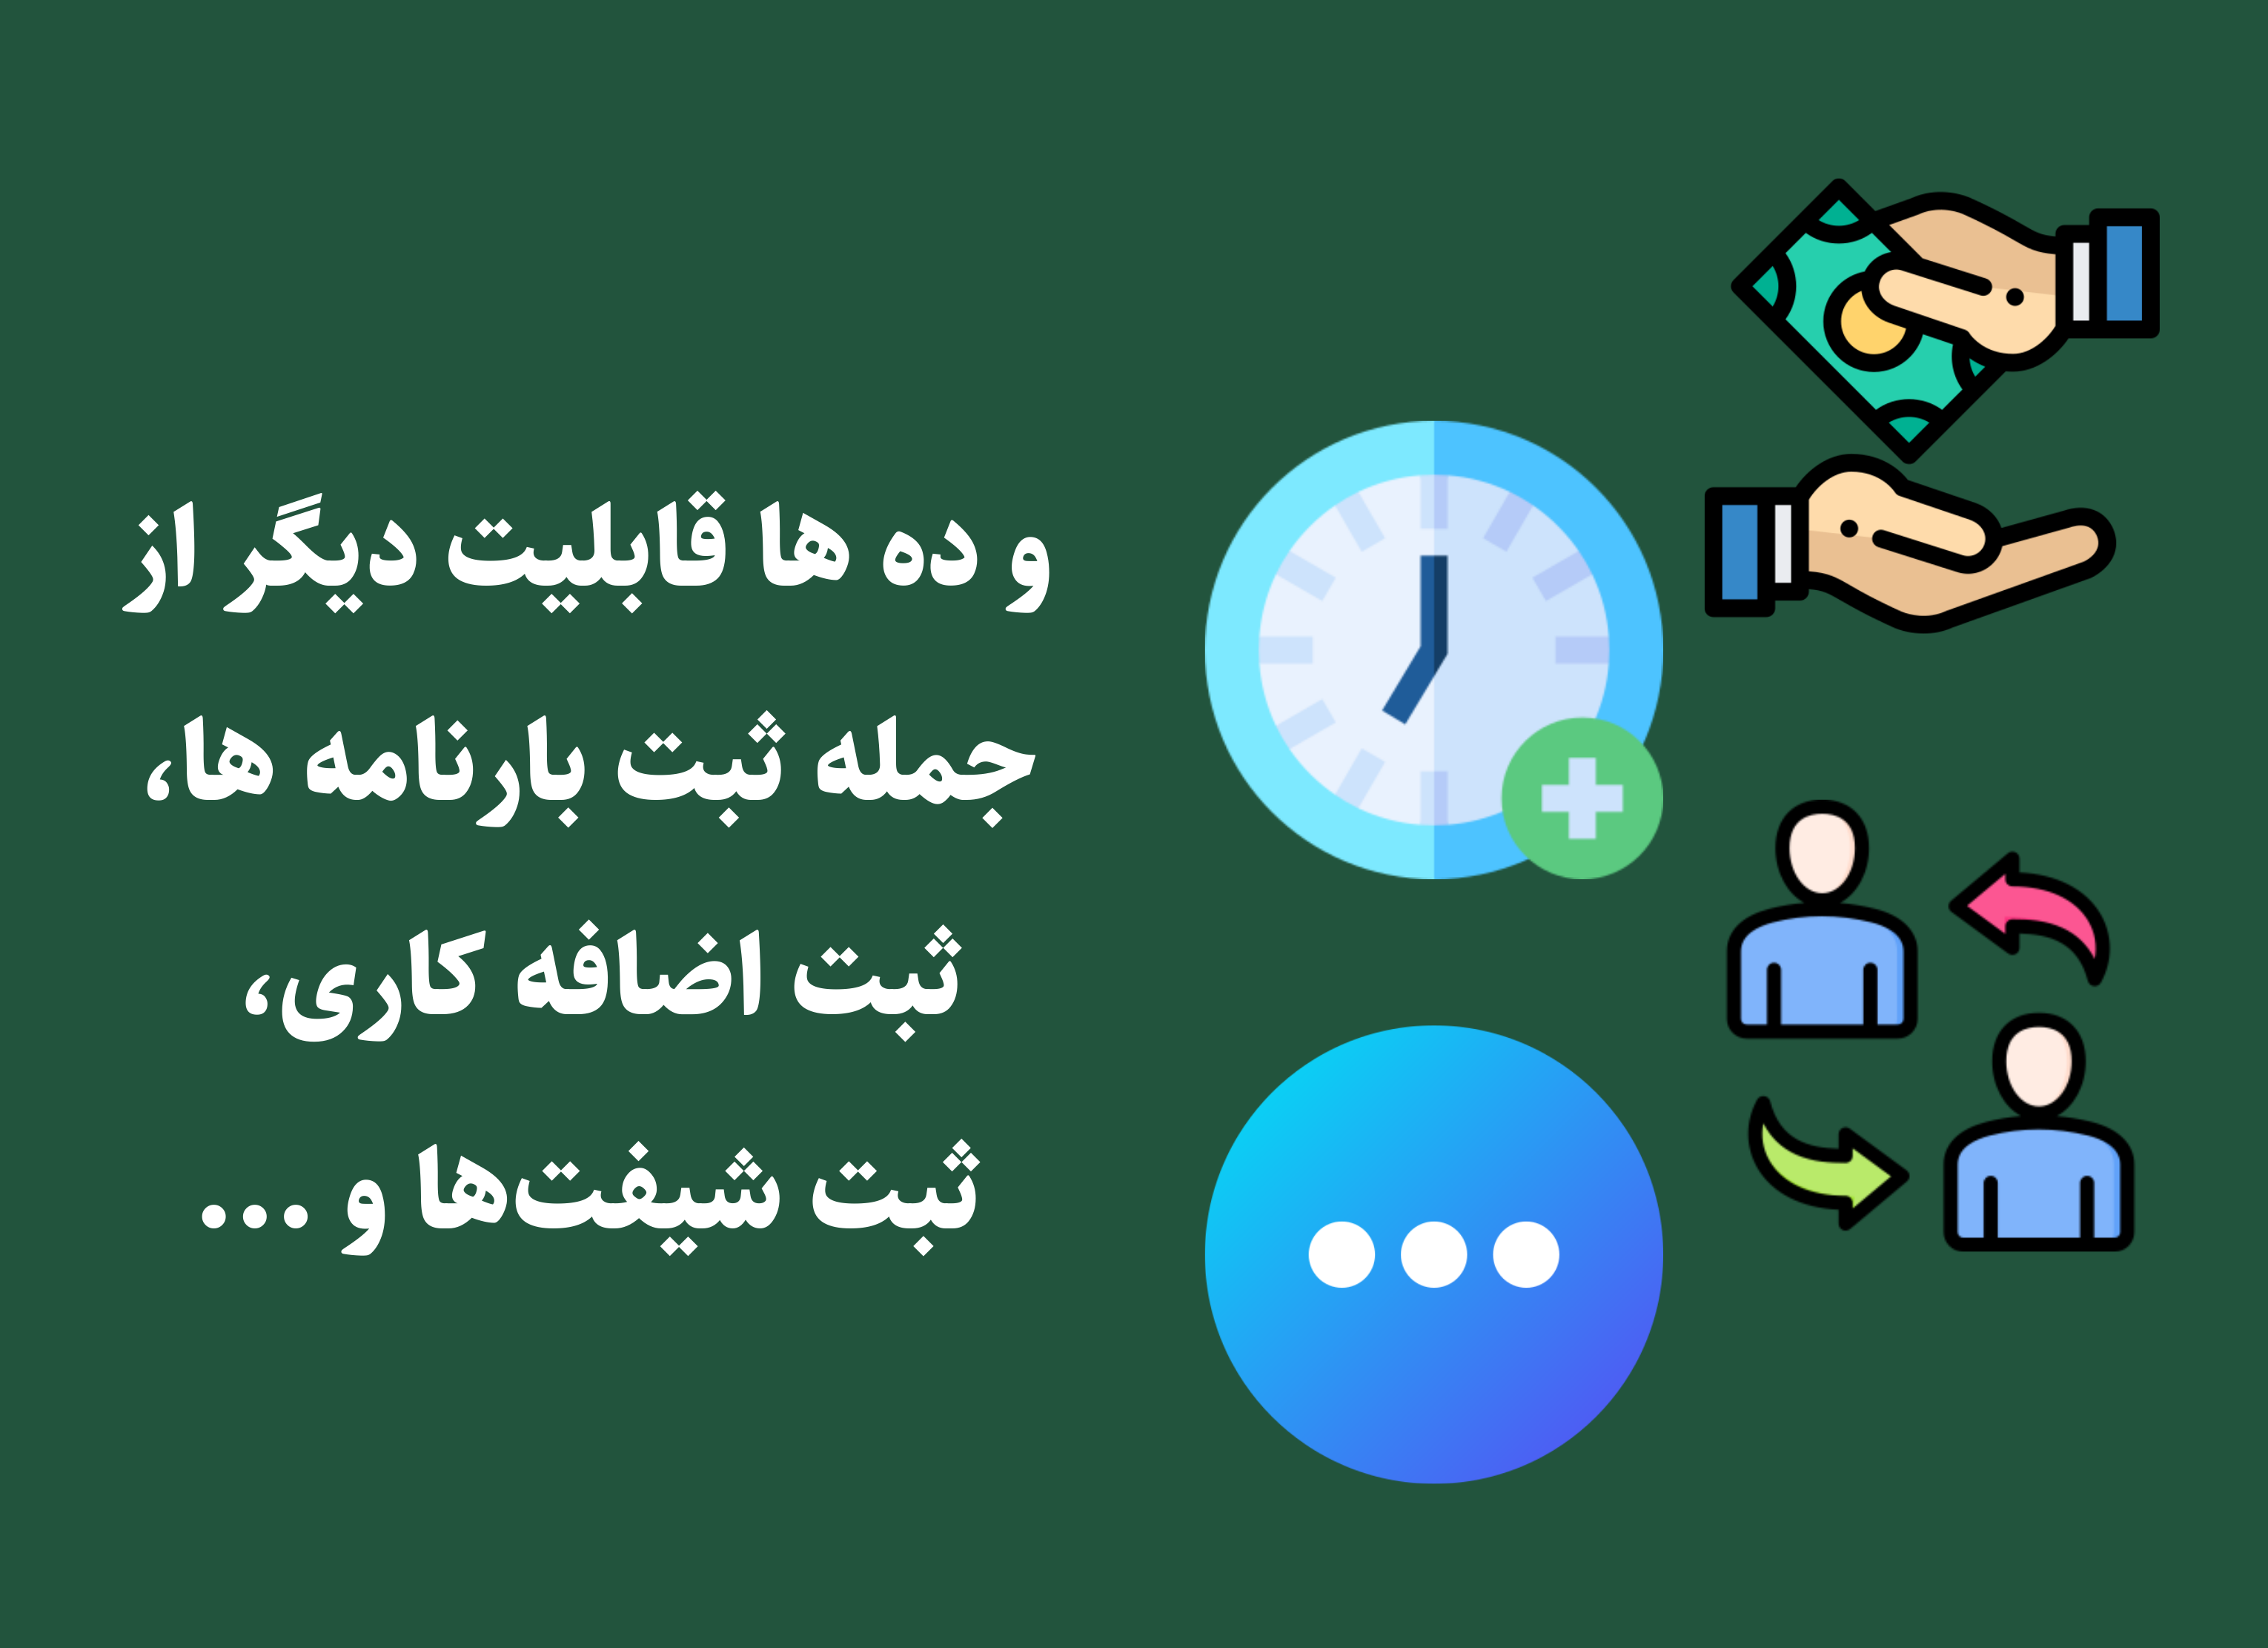 و ده ها قابلیت دیگر از
جمله ثبت بارنامه ها،
ثبت اضافه کاری،
ثبت شیفت‌ها و...